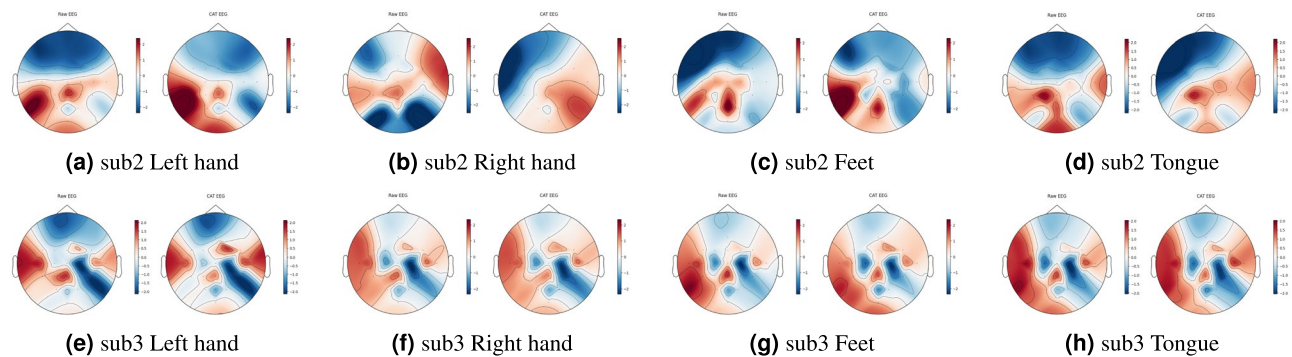 Raw EEG CAT EEG Raw EEG CAT EEG Raw EEG CAT EEG Raw EEG CAT EEG
(a) sub2 Left hand (b) sub2 Right hand (c) sub2 Feet (d) sub2 Tongue
Raw EEG CAT EEG Raw EEG CAT EEG Raw EEG CAT EEG Raw EEG CAT EEG
(e) sub3 Left hand (f) sub3 Right hand (g) sub3 Feet (h) sub3 Tongue